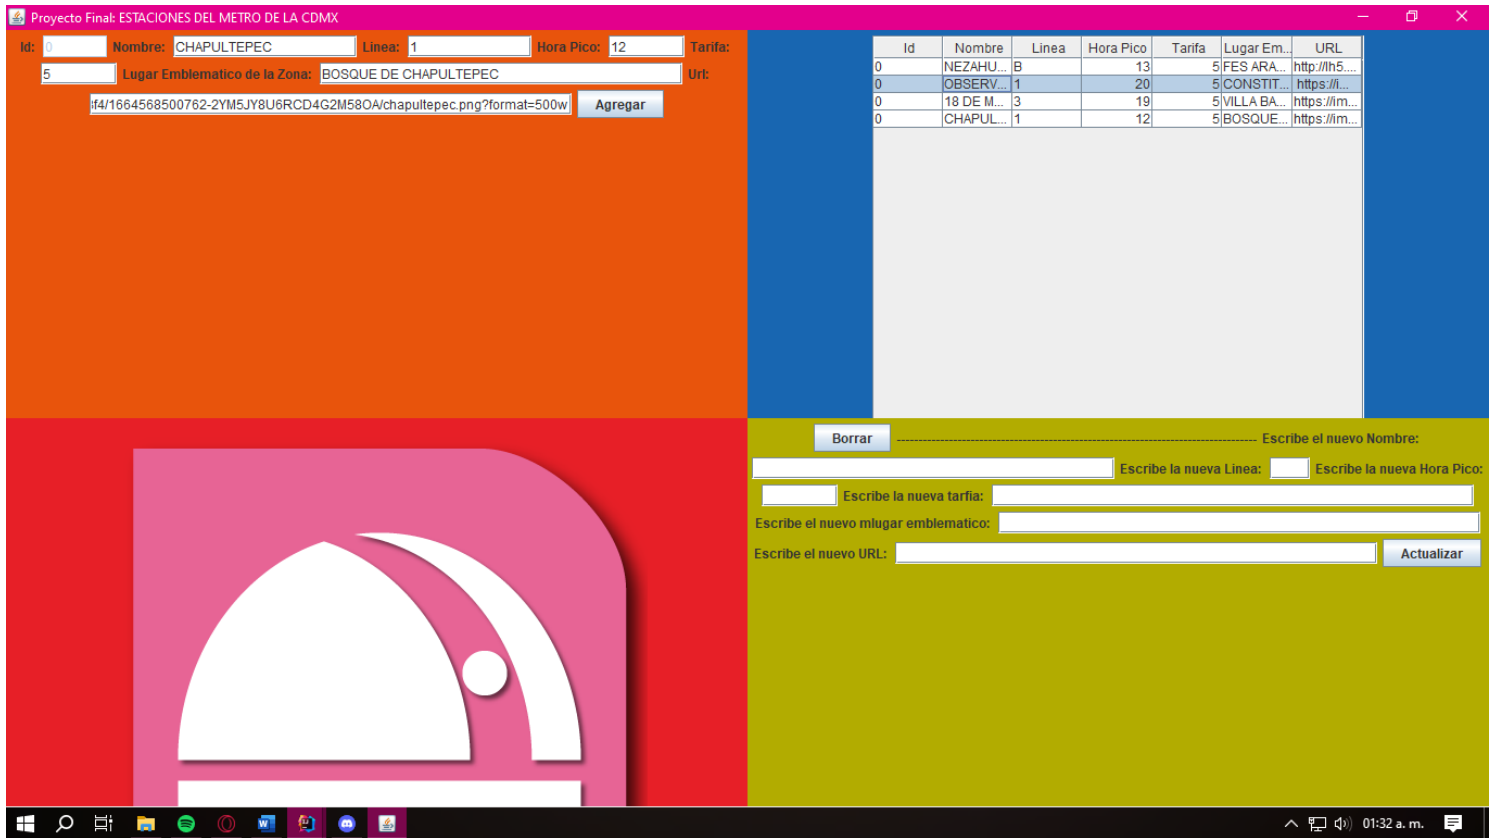 Proyecto Final: ESTACIONES DEL METRO DE LA CDMX
Id: 0 Nombre: CHAPULTEPEC Linea: 1 Hora Pico: 12 Tarifa:
5 Lugar Emblematico de la Zona: BOSQUE DE CHAPULTEPEC Url:
f4/1664568500762-2YM5JY8U6RCD4G2M58OA/chapultepec.png?format=500w Agregar
Id Nombre Linea Hora Pico Tarifa Lugar Em... URL
0 NEZAHU... B 13 5 FES ARA... http://lh5....
0 OBSERV... 1 20 5 CONSTIT... https://i...
0 18 DE M... 3 19 5 VILLA BA... https://im...
0 CHAPUL... 1 12 5 BOSQUE... https://im...
Borrar ------------------------------------------------------------------------------------------ Escribe el nuevo Nombre:
Escribe la nueva Linea: Escribe la nueva Hora Pico:
Escribe la nueva tarfia:
Escribe el nuevo mlugar emblematico:
Escribe el nuevo URL: Actualizar
01:32 a. m.